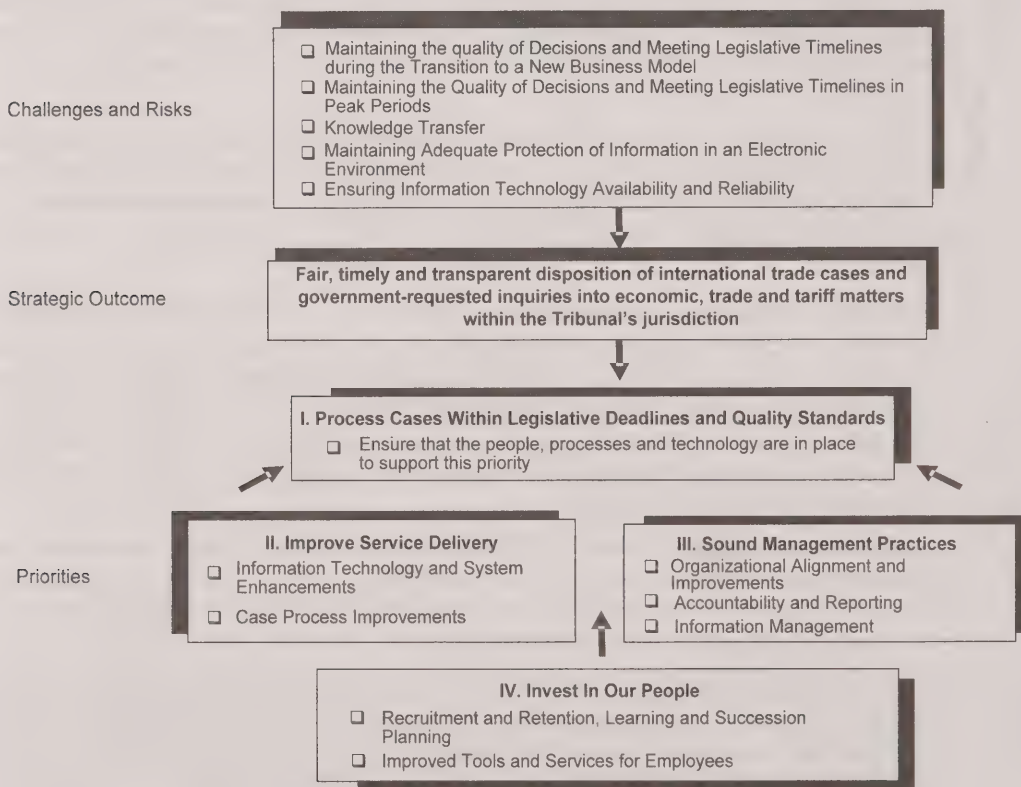 Challenges and Risks
❑ Maintaining the quality of Decisions and Meeting Legislative Timelines
during the Transition to a New Business Model
❑ Maintaining the Quality of Decisions and Meeting Legislative Timelines in
Peak Periods
❑ Knowledge Transfer
❑ Maintaining Adequate Protection of Information in an Electronic
Environment
❑ Ensuring Information Technology Availability and Reliability
Strategic Outcome
Fair, timely and transparent disposition of international trade cases and
government-requested inquiries into economic, trade and tariff matters
within the Tribunal's jurisdiction
I. Process Cases Within Legislative Deadlines and Quality Standards
❑ Ensure that the people, processes and technology are in place
to support this priority
Priorities
II. Improve Service Delivery
❑ Information Technology and System
Enhancements
❑ Case Process Improvements
III. Sound Management Practices
❑ Organizational Alignment and
Improvements
❑ Accountability and Reporting
❑ Information Management
IV. Invest In Our People
❑ Recruitment and Retention, Learning and Succession
Planning
❑ Improved Tools and Services for Employees